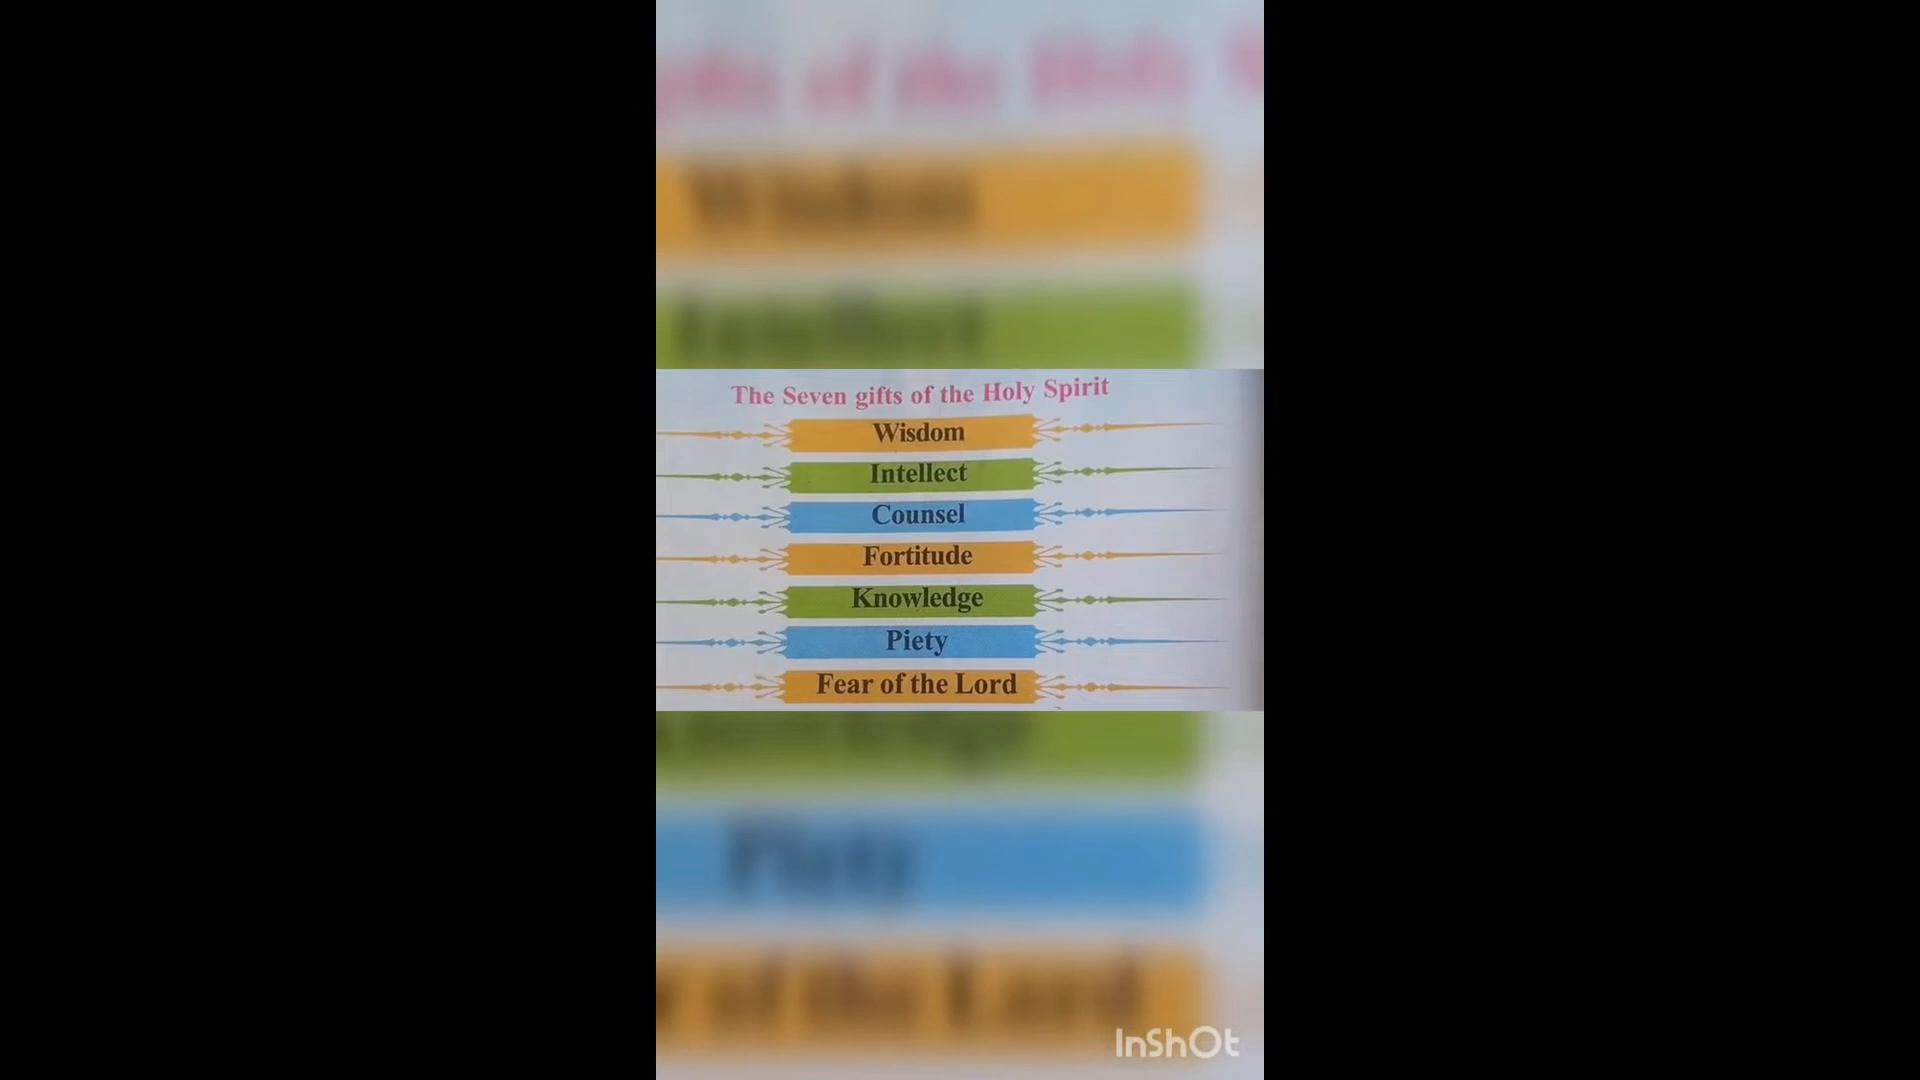 The Seven gifts of the Holy Spirit
Wisdom
Intellect
Counsel
Fortitude
Knowledge
Piety
Fear of the Lord
InShOt